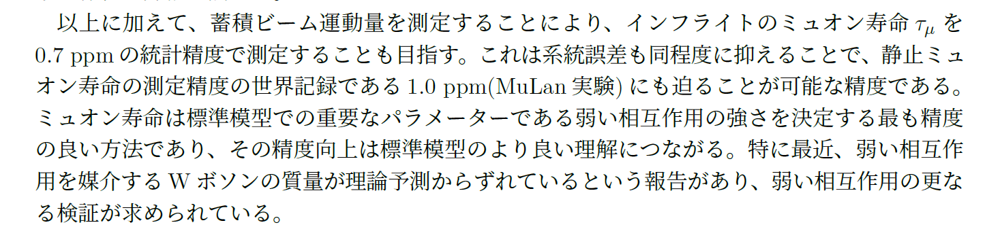 以上に加えて、蓄積ビーム運動量を測定することにより、インフライトのミュオン寿命 τμ を
0.7 ppm の統計精度で測定することも目指す。これは系統誤差も同程度に抑えることで、静止ミュ
オン寿命の測定精度の世界記録である 1.0 ppm(MuLan 実験) にも迫ることが可能な精度である。
ミュオン寿命は標準模型での重要なパラメーターである弱い相互作用の強さを決定する最も精度
の良い方法であり、その精度向上は標準模型のより良い理解につながる。特に最近、弱い相互作
用を媒介する W ボソンの質量が理論予測からずれているという報告があり、弱い相互作用の更な
る検証が求められている。